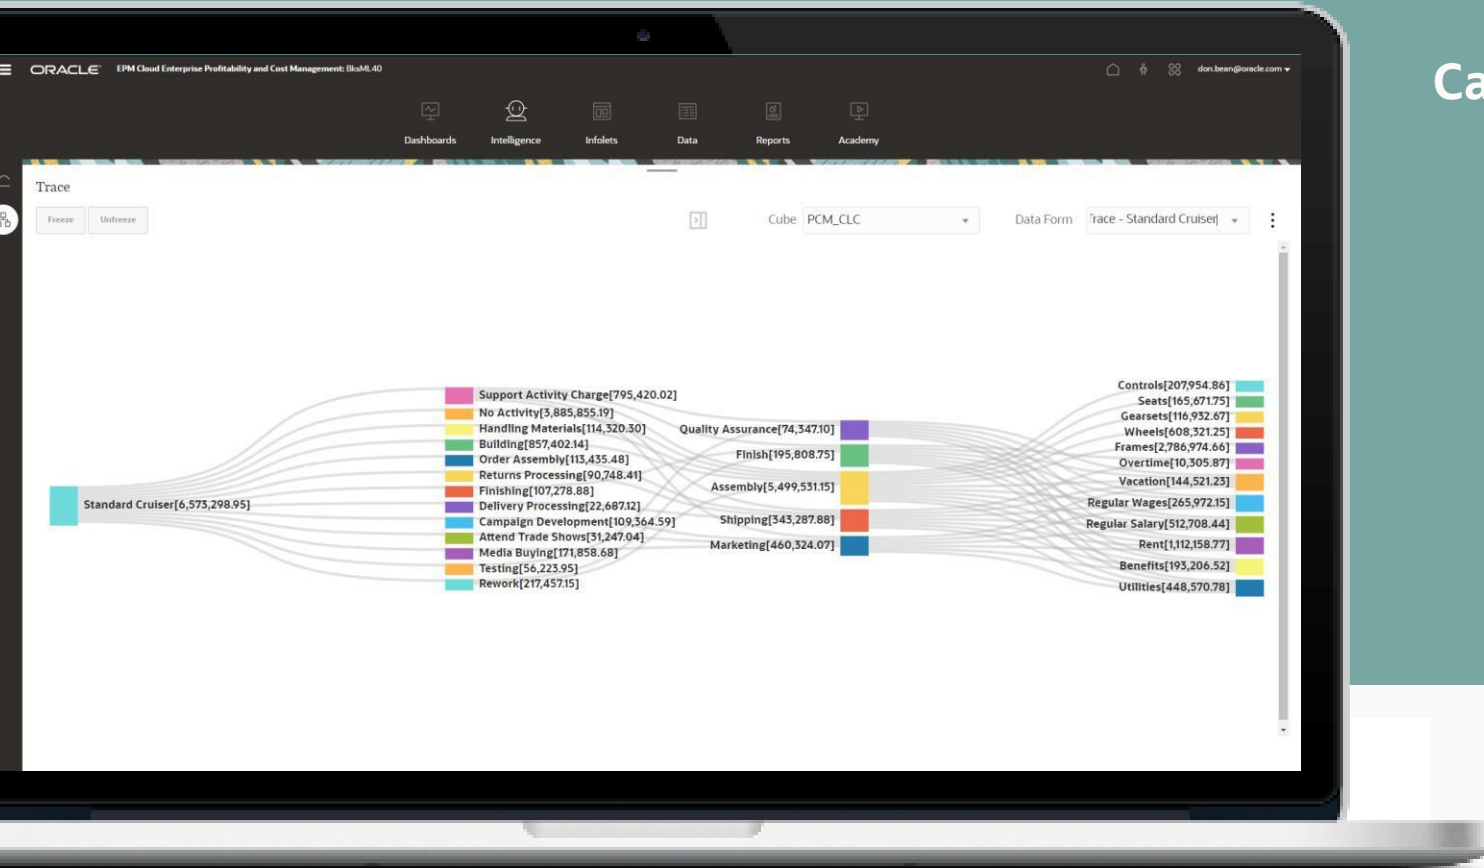 Ca
ORACLE EPM Cloud Enterprise Profitability and Cost Management: BksML40
don.bean@oracle.com
Dashboards Intelligence Infolets Data Reports Academy
Trace
Freeze Unfreeze Cube PCM_CLC Data Form Trace - Standard Cruiser
Standard Cruiser[6,573,298.95]
Support Activity Charge[795,420.02]
No Activity[3,885,855.19]
Handling Materials[114,320.30]
Building[857,402.14]
Order Assembly[113,435.48]
Returns Processing[90,748.41]
Finishing[107,278.88]
Delivery Processing[22,687.12]
Campaign Development[109,364.59]
Attend Trade Shows[31,247.04]
Media Buying[171,858.68]
Testing[56,223.95]
Rework[217,457.15]
Quality Assurance[74,347.10]
Finish[195,808.75]
Assembly[5,499,531.15]
Shipping[343,287.88]
Marketing[460,324.07]
Controls[207,954.86]
Seats[165,671.75]
Gearsets[116,932.67]
Wheels[608,321.25]
Frames[2,786,974.66]
Overtime[10,305.87]
Vacation[144,521.23]
Regular Wages[265,972.15]
Regular Salary[512,708.44]
Rent[1,112,158.77]
Benefits[193,206.52]
Utilities[448,570.78]